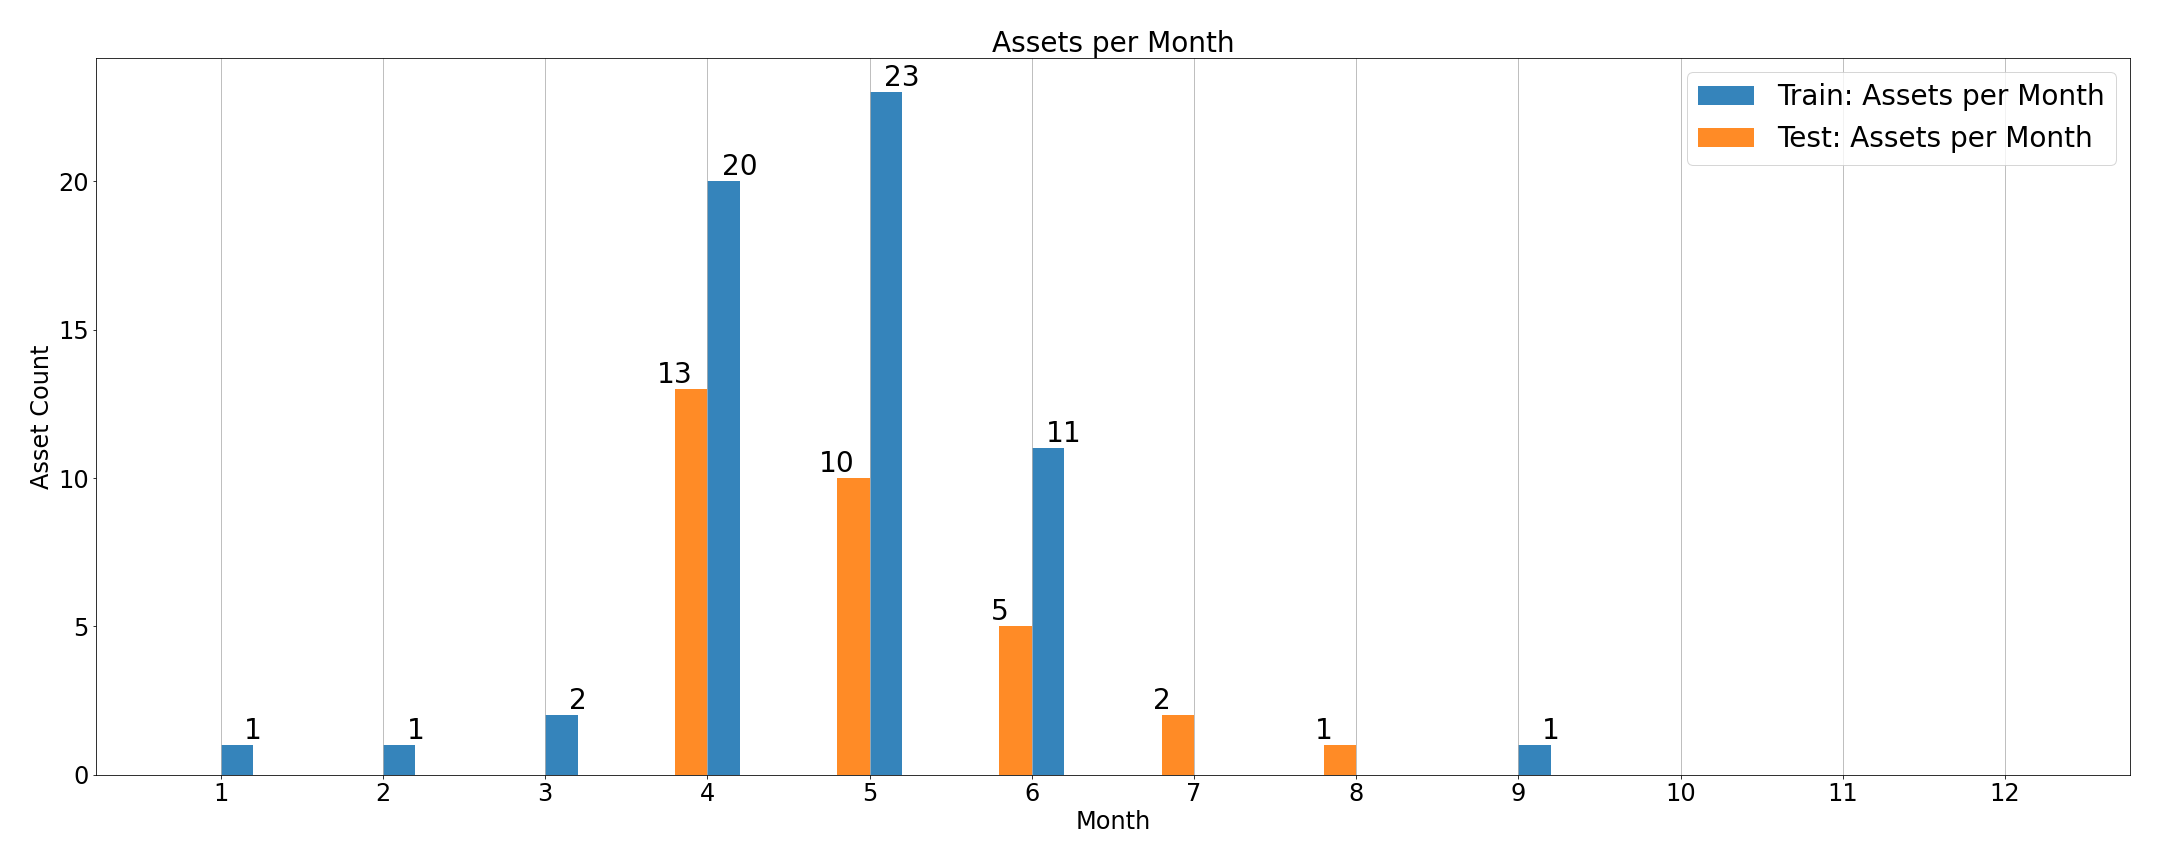 Assets per Month
Train: Assets per Month
Test: Assets per Month
Asset Count
20
15
10
5
0
1
1
2
13
20
10
23
5
11
2
1
1
1 2 3 4 5 6 7 8 9 10 11 12
Month